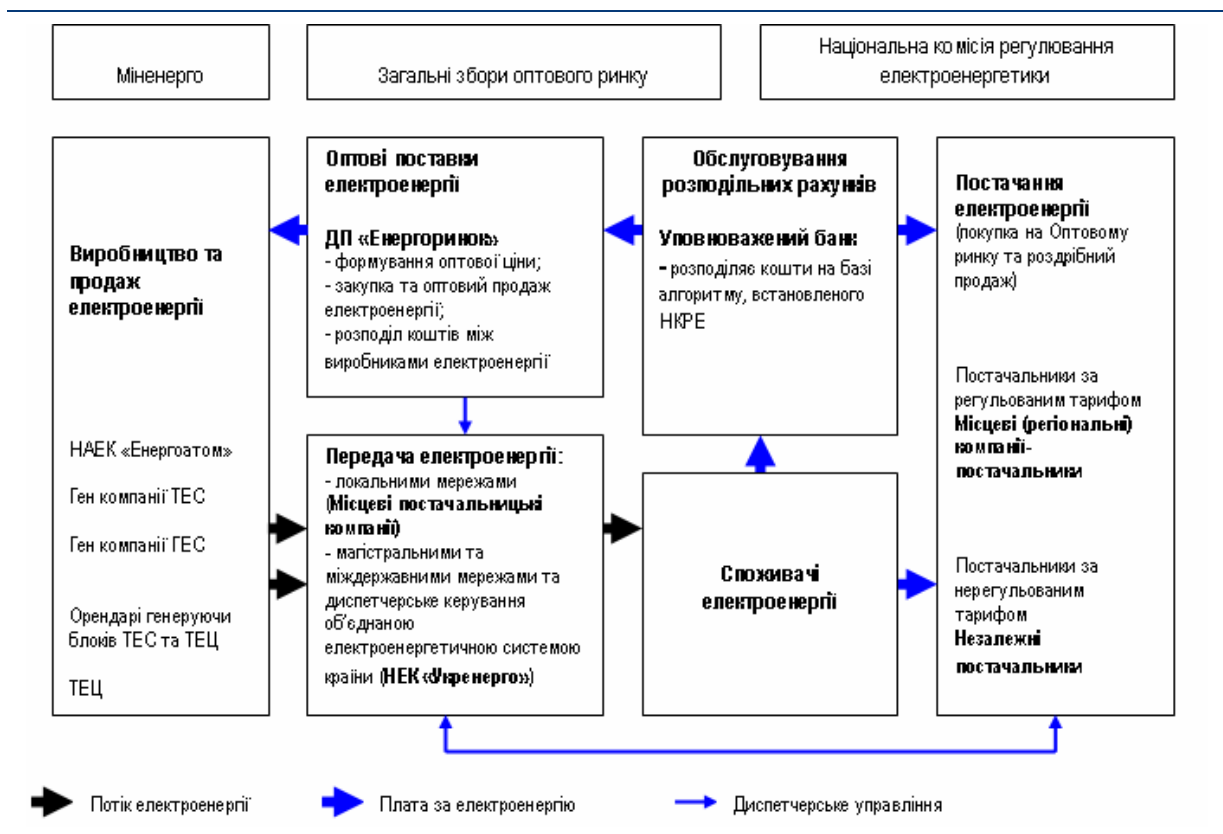 Міненерго
Загальні збори оптового ринку
Національна комісія регулювання
електроенергетики
Виробництво та
продаж
електроенергії
НАЕК «Енергоатом»
Ген компанії ТЕС
Ген компанії ГЕС
Орендарі генеруючи
блоків ТЕС та ТЕЦ
ТЕЦ
Оптові поставки
електроенергії
ДП «Енергоринок»
- формування оптової ціни;
- закупка та оптовий продаж
електроенергії;
- розподіл коштів між
виробниками електроенергії
Передача електроенергії:
- локальними мережами
(Місцеві постачальницькі
компанії)
- магістральними та
міждержавними мережами та
диспетчерське керування
об'єднаною
електроенергетичною системою
країни (НЕК «Укренерго»)
Обслуговування
розподільних рахунків
Уповноважений банк
- розподіляє кошти на базі
алгоритму, встановленого
НКРЕ
Споживачі
електроенергії
Постачання
електроенергії
(покупка на Оптовому
ринку та роздрібний
продаж)
Постачальники за
регульованим тарифом
Місцеві (регіональні)
компанії-
постачальники
Постачальники за
нерегульованим
тарифом
Незалежні
постачальники
Потік електроенергії
Плата за електроенергію
Диспетчерське управління